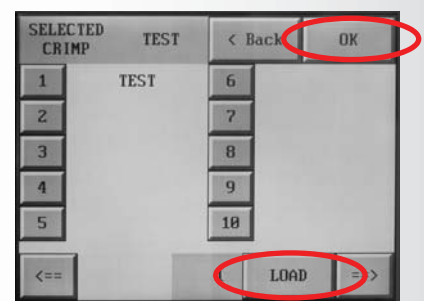 SELECTED CRIMP TEST < Back OK
1 TEST 6
2 7
3 8
4 9
5 10
<== LOAD ==>